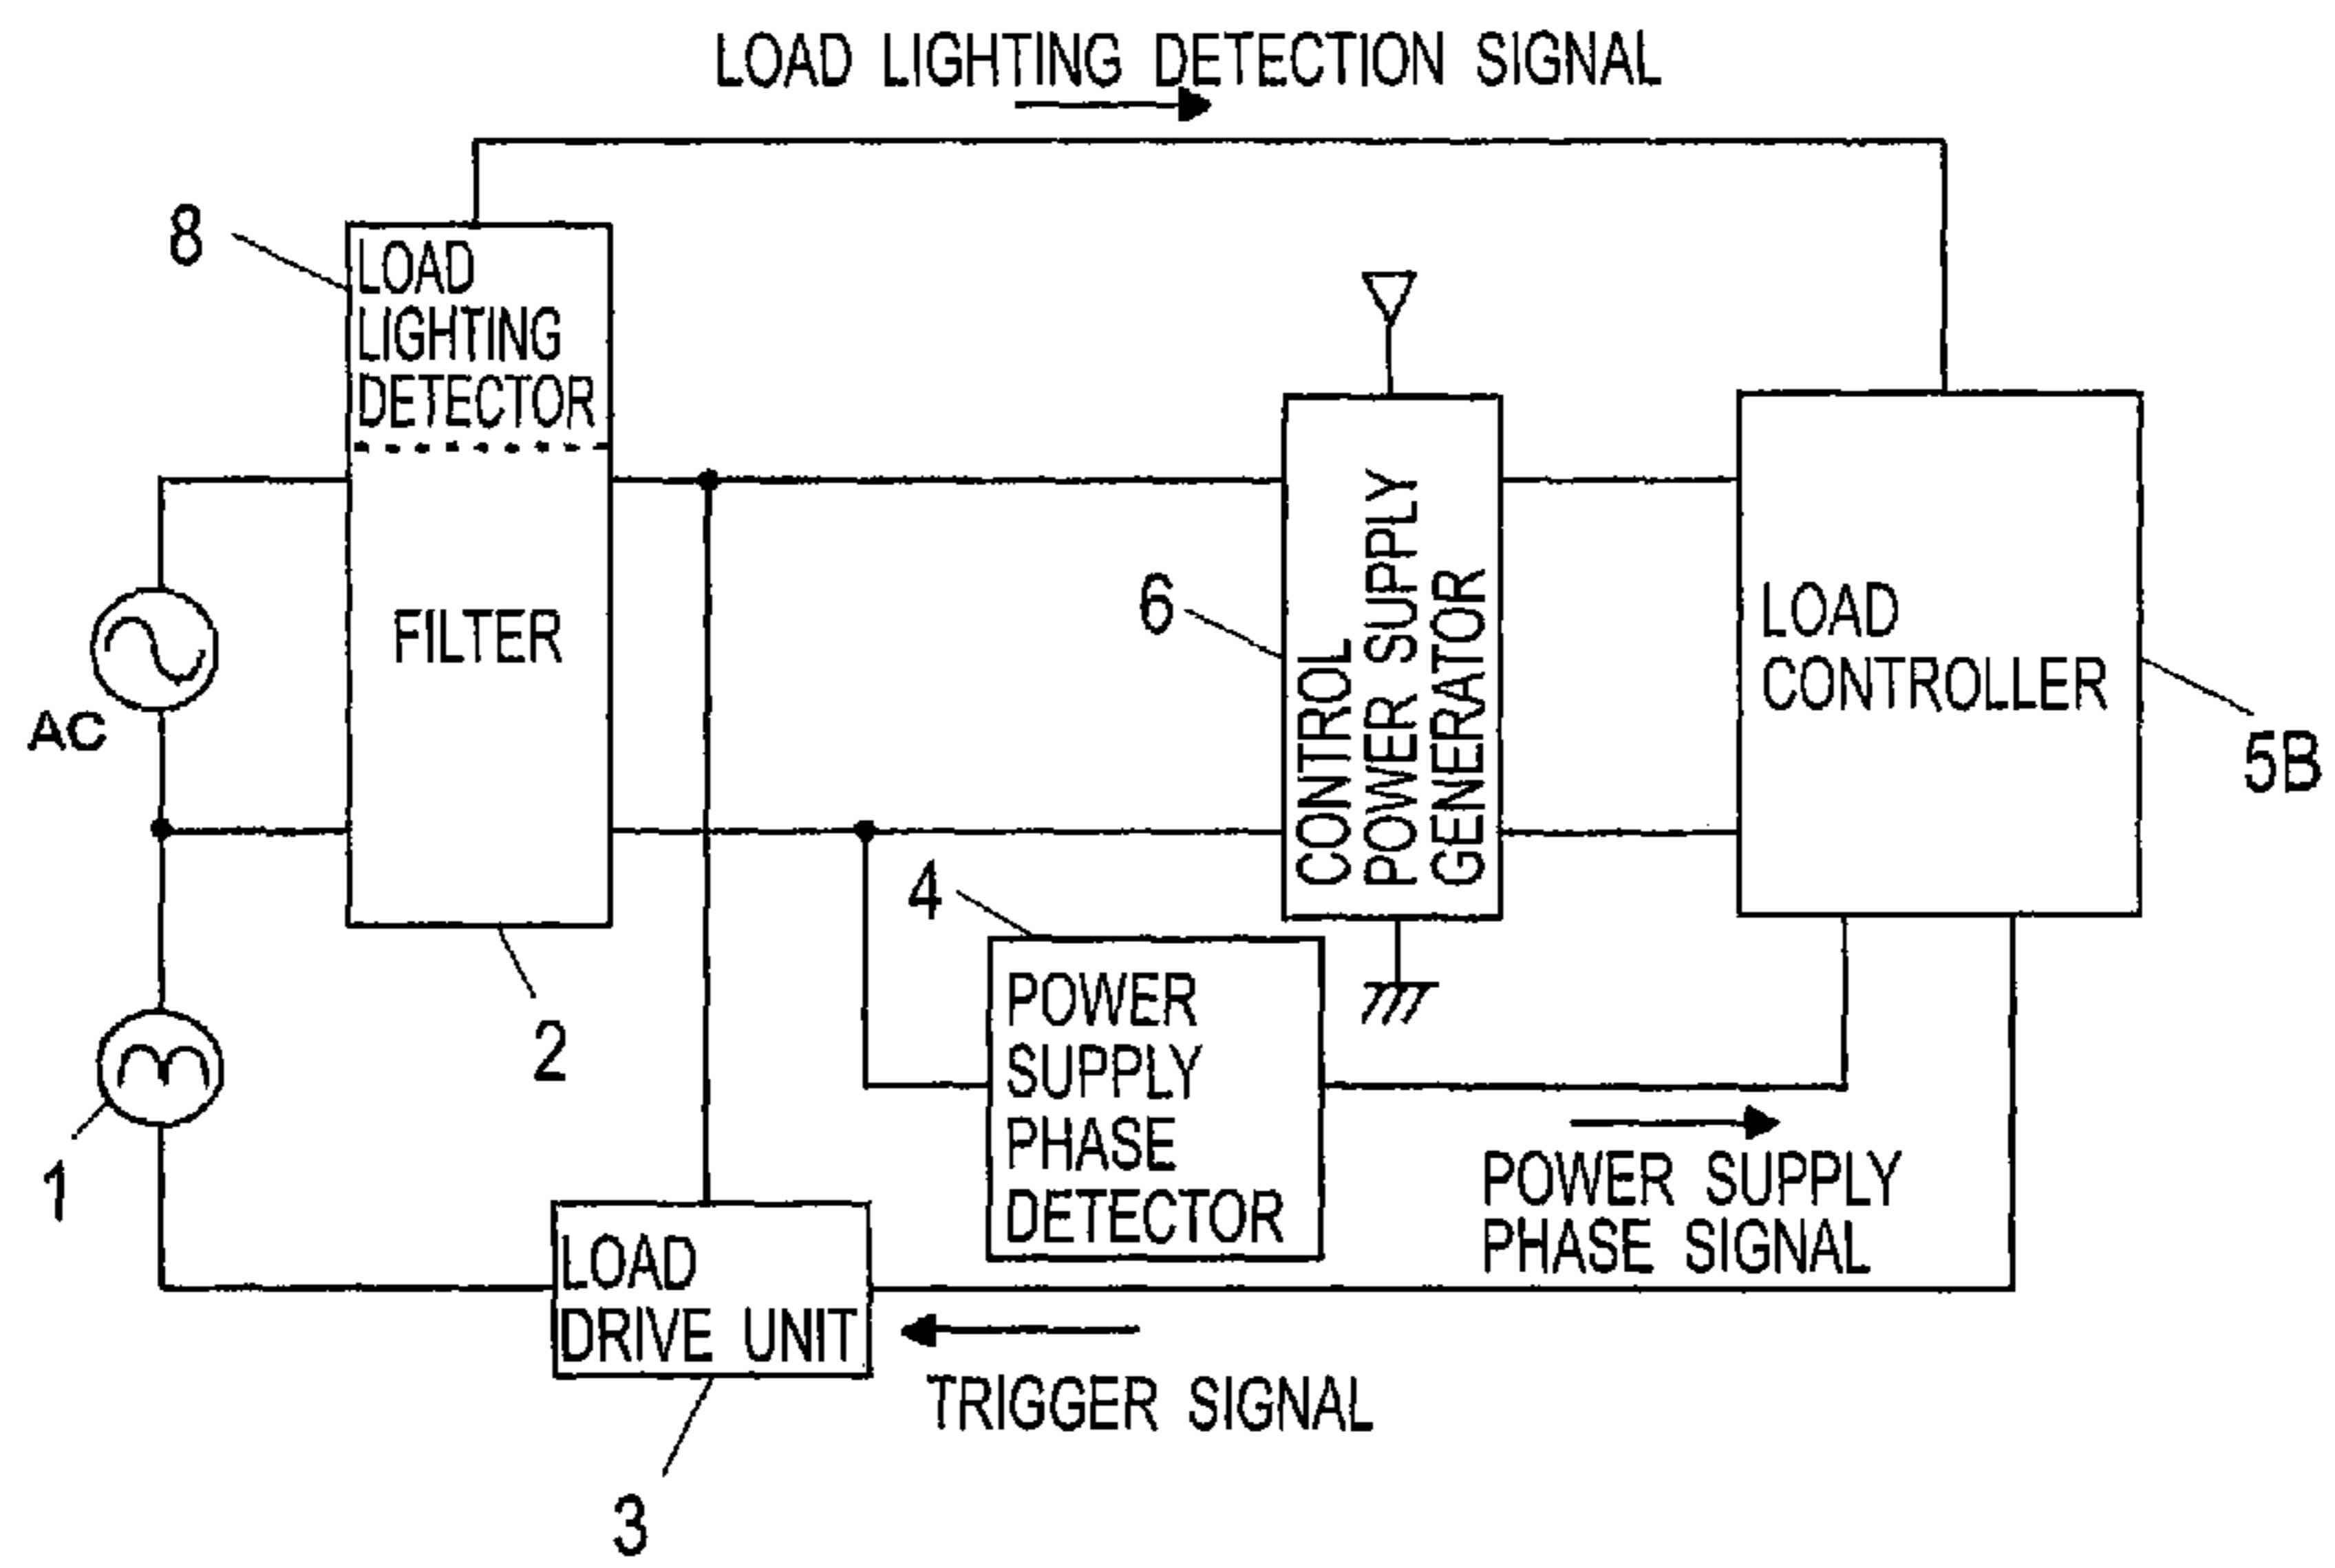 LOAD LIGHTING DETECTION SIGNAL
8
LOAD
LIGHTING
DETECTOR
FILTER
AC
6
CONTROL
POWER SUPPLY
GENERATOR
LOAD
CONTROLLER
5B
4
2
POWER
SUPPLY
PHASE
DETECTOR
1
POWER SUPPLY
PHASE SIGNAL
LOAD
DRIVE UNIT
TRIGGER SIGNAL
3